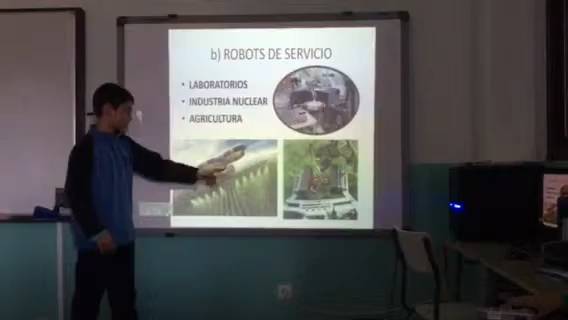 b) ROBOTS DE SERVICIO
• LABORATORIOS
• INDUSTRIA NUCLEAR
• AGRICULTURA